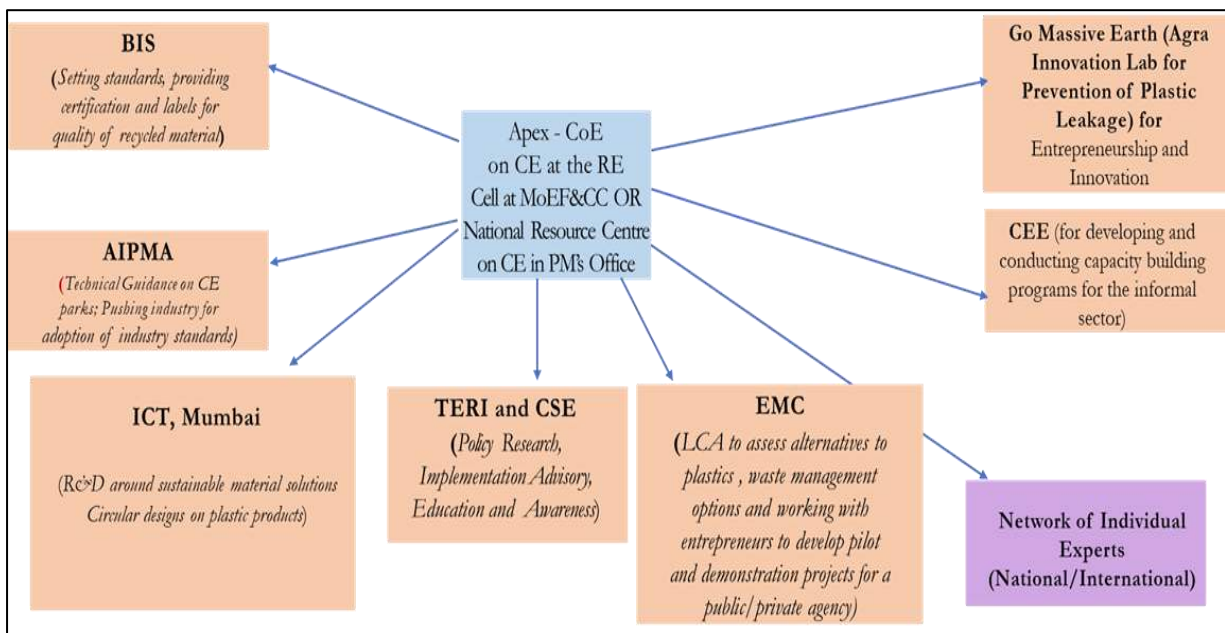 BIS
(Setting standards, providing
certification and labels for
quality of recycled material)
Go Massive Earth (Agra
Innovation Lab for
Prevention of Plastic
Leakage) for
Entrepreneurship and
Innovation
Apex - CoE
on CE at the RE
Cell at MoEF&CC OR
National Resource Centre
on CE in PM's Office
AIPMA
(Technical Guidance on CE
parks; Pushing industry for
adoption of industry standards)
CEE (for developing and
conducting capacity building
programs for the informal
sector)
ICT, Mumbai
(R&D around sustainable material solutions
Circular designs on plastic products)
TERI and CSE
(Policy Research,
Implementation Advisory,
Education and Awareness)
EMC
(LCA to assess alternatives to
plastics , waste management
options and working with
entrepreneurs to develop pilot
and demonstration projects for a
public/private agency)
Network of Individual
Experts
(National/International)